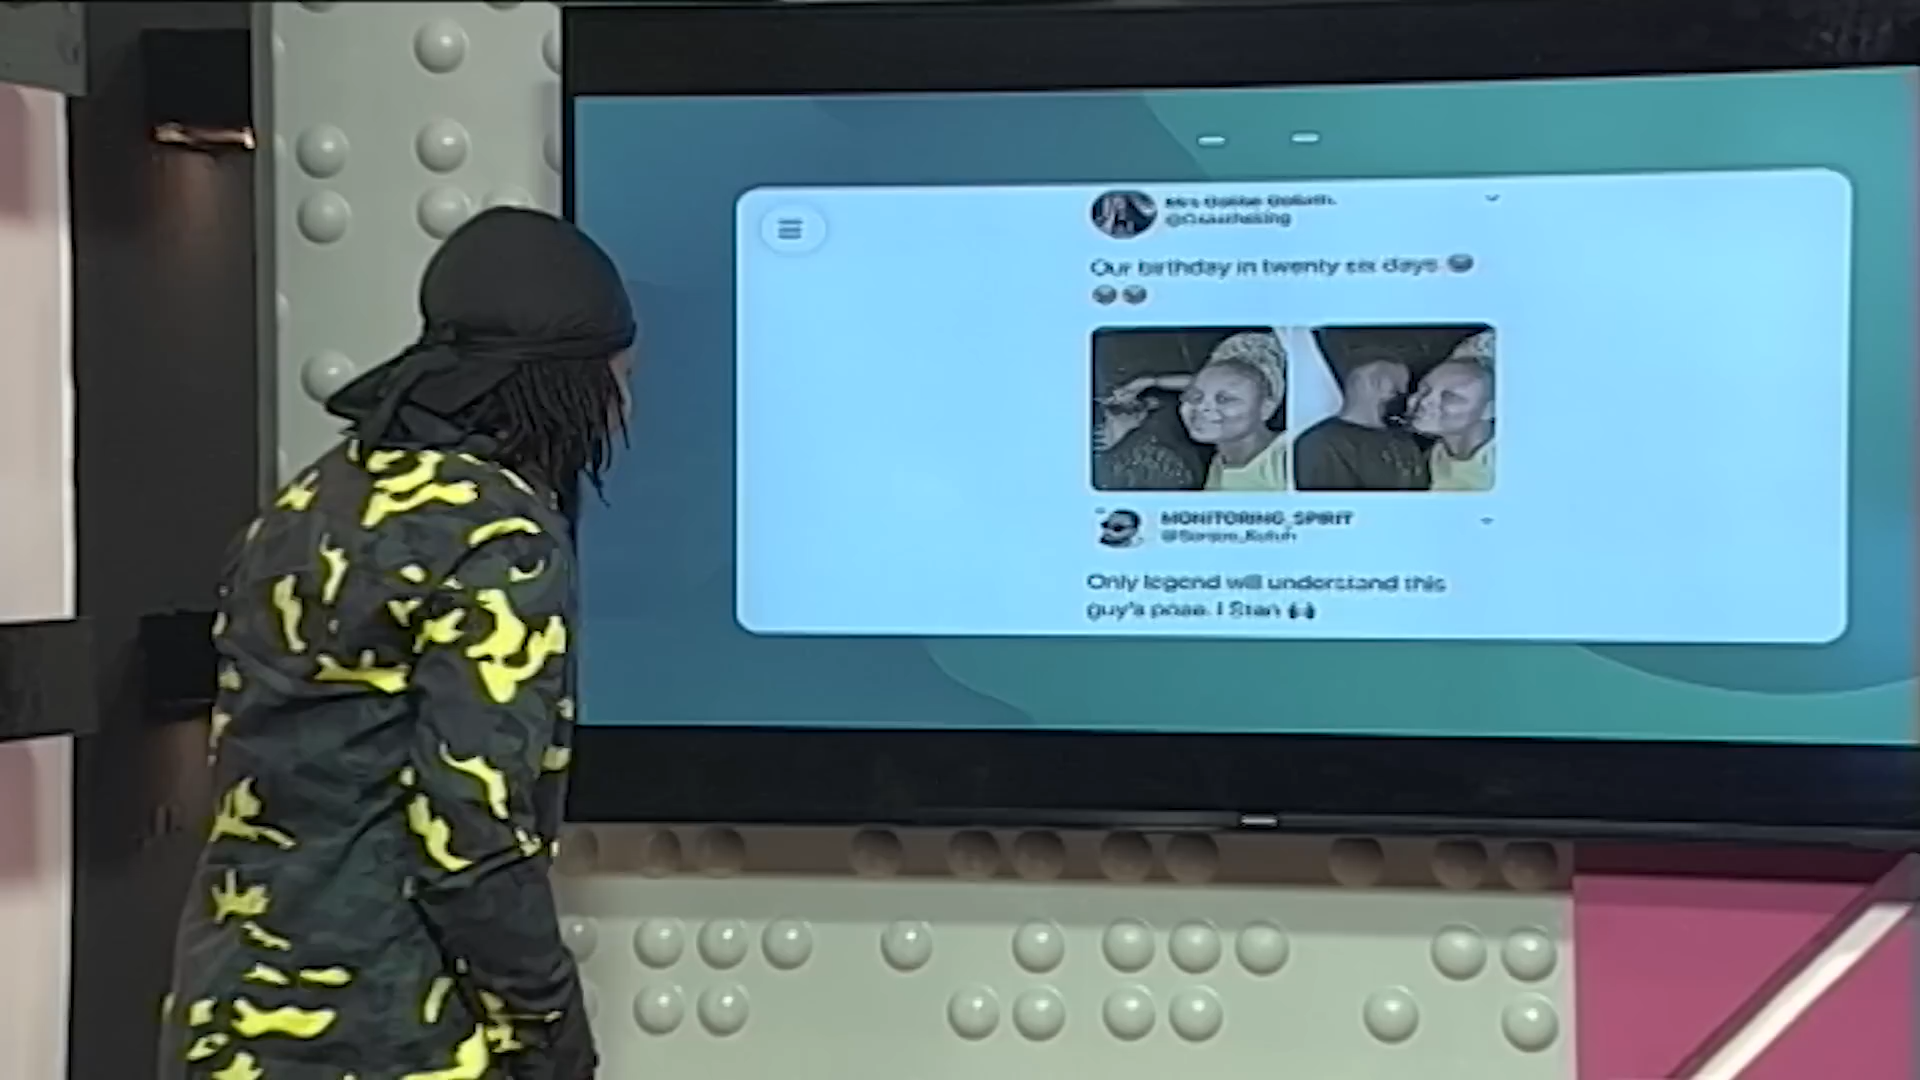 Our birthday in twenty six days 😂
😂😂
MONITORING_SPIRIT
Only legend will understand this
guy's pose. I Stan 🙌